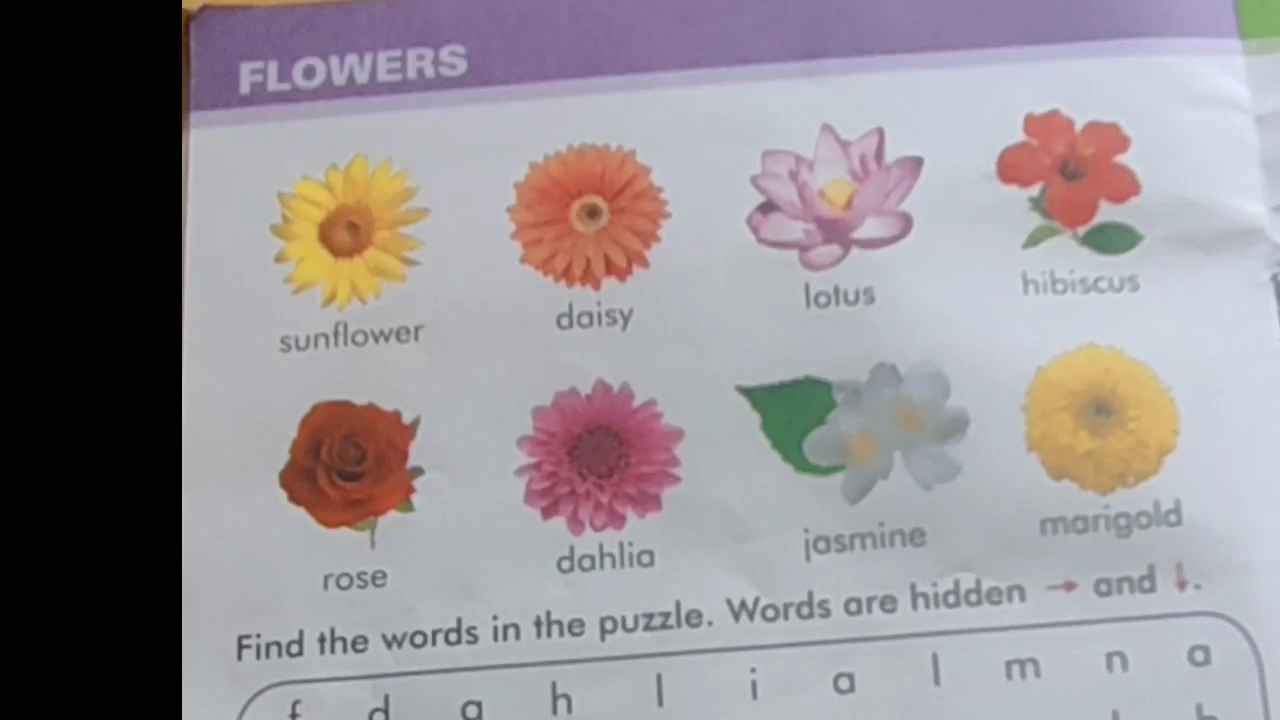 FLOWERS
sunflower daisy lotus hibiscus
rose dahlia jasmine marigold
Find the words in the puzzle. Words are hidden → and ↓.
f d a h l i a l m n a